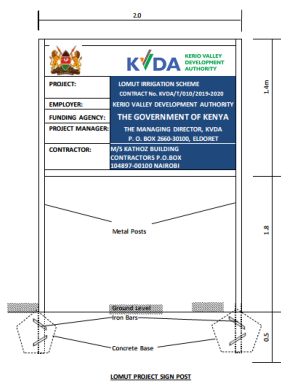 2.0
KVDA
KERIO VALLEY
DEVELOPMENT
AUTHORITY
PROJECT: LOMUT IRRIGATION SCHEME
CONTRACT No. KVDA/T/010/2019-2020
EMPLOYER: KERIO VALLEY DEVELOPMENT AUTHORITY
FUNDING AGENCY: THE GOVERNMENT OF KENYA
PROJECT MANAGER: THE MANAGING DIRECTOR, KVDA
P. O. BOX 2660-30100, ELDORET
CONTRACTOR: M/S KATHOZ BUILDING
CONTRACTORS P.O.BOX
104897-00100 NAIROBI
1.4m
Metal Posts
1.8
Ground Level
Iron Bars
Concrete Base
0.5
LOMUT PROJECT SIGN POST